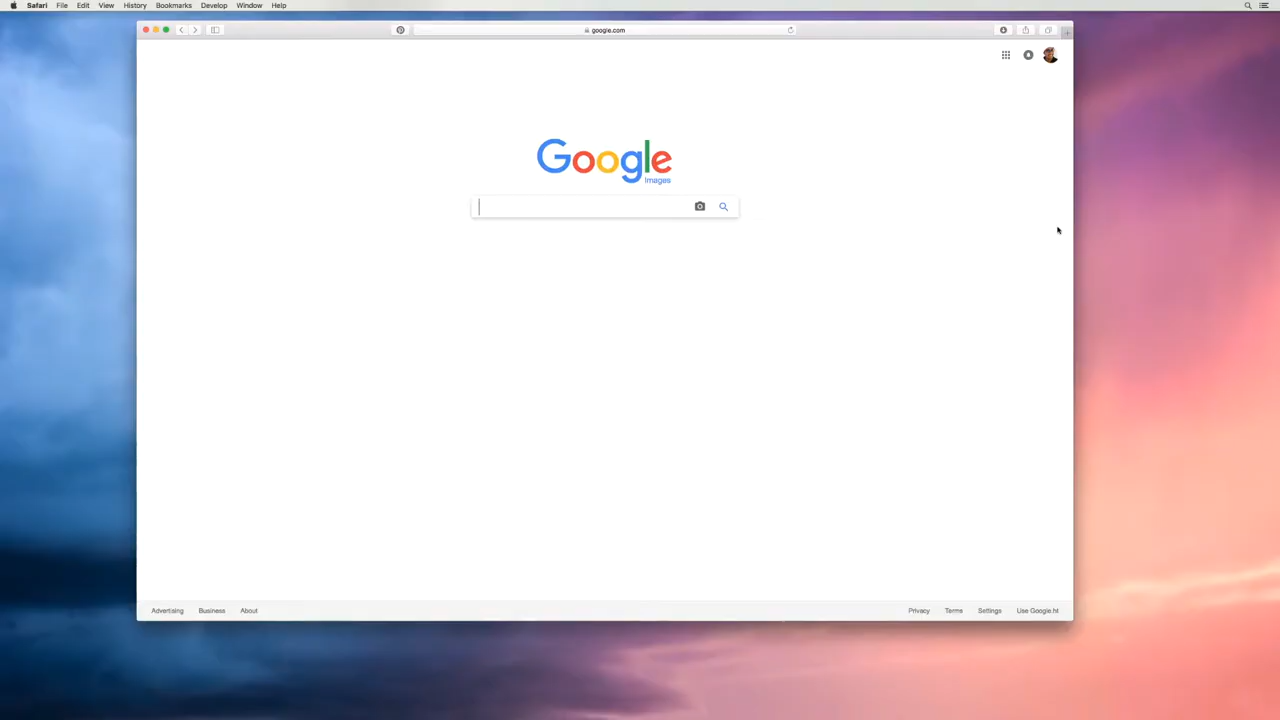 Safari File Edit View History Bookmarks Develop Window Help
google.com
Google
Images
Advertising Business About Privacy Terms Settings Use Google.ht